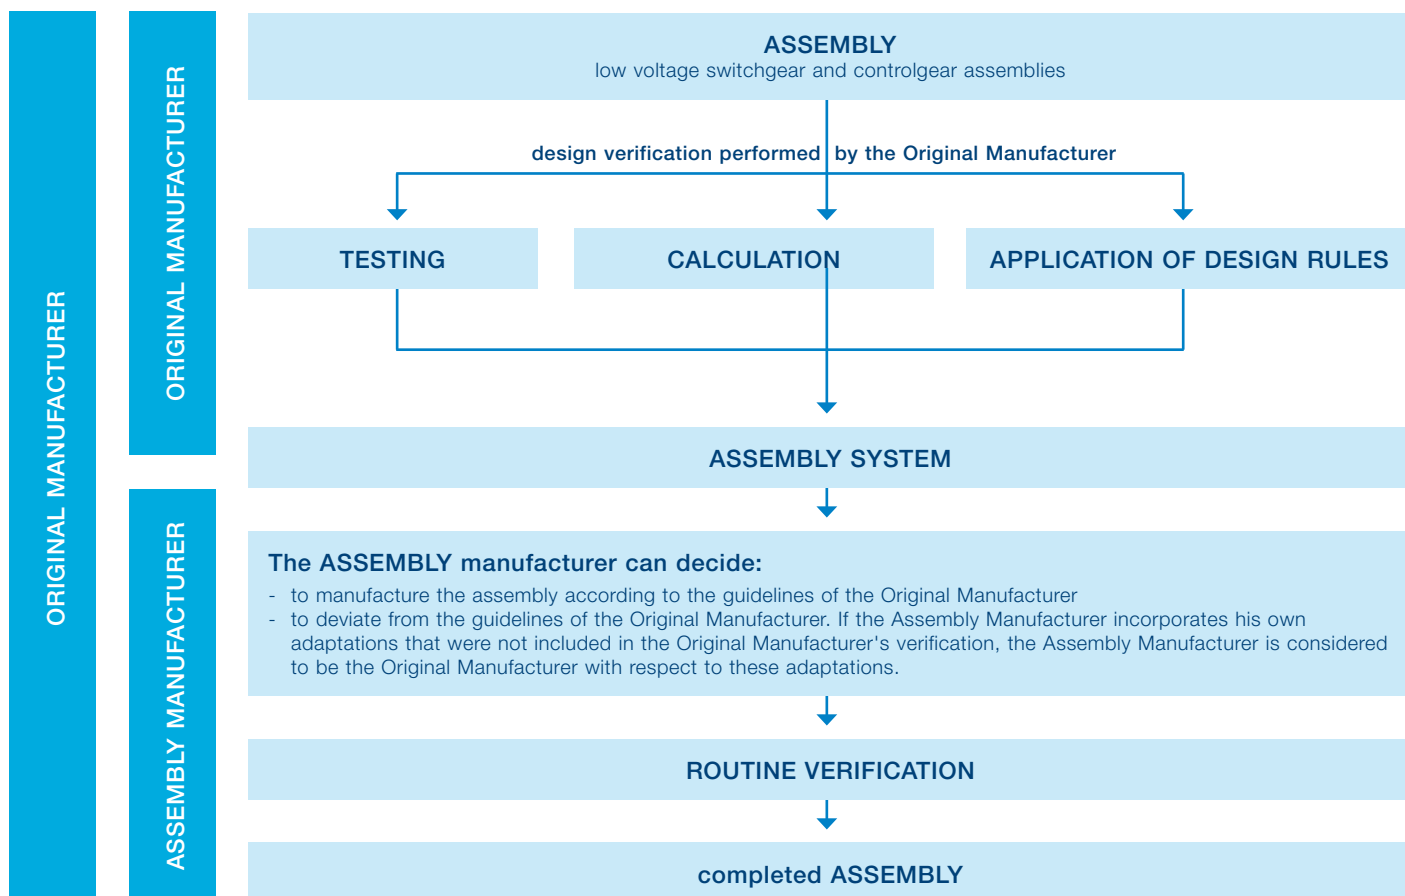 ORIGINAL MANUFACTURER
ORIGINAL MANUFACTURER
ASSEMBLY MANUFACTURER
ASSEMBLY
low voltage switchgear and controlgear assemblies
design verification performed by the Original Manufacturer
TESTING
CALCULATION
APPLICATION OF DESIGN RULES
ASSEMBLY SYSTEM
The ASSEMBLY manufacturer can decide:
- to manufacture the assembly according to the guidelines of the Original Manufacturer
- to deviate from the guidelines of the Original Manufacturer. If the Assembly Manufacturer incorporates his own
adaptations that were not included in the Original Manufacturer's verification, the Assembly Manufacturer is considered
to be the Original Manufacturer with respect to these adaptations.
ROUTINE VERIFICATION
completed ASSEMBLY